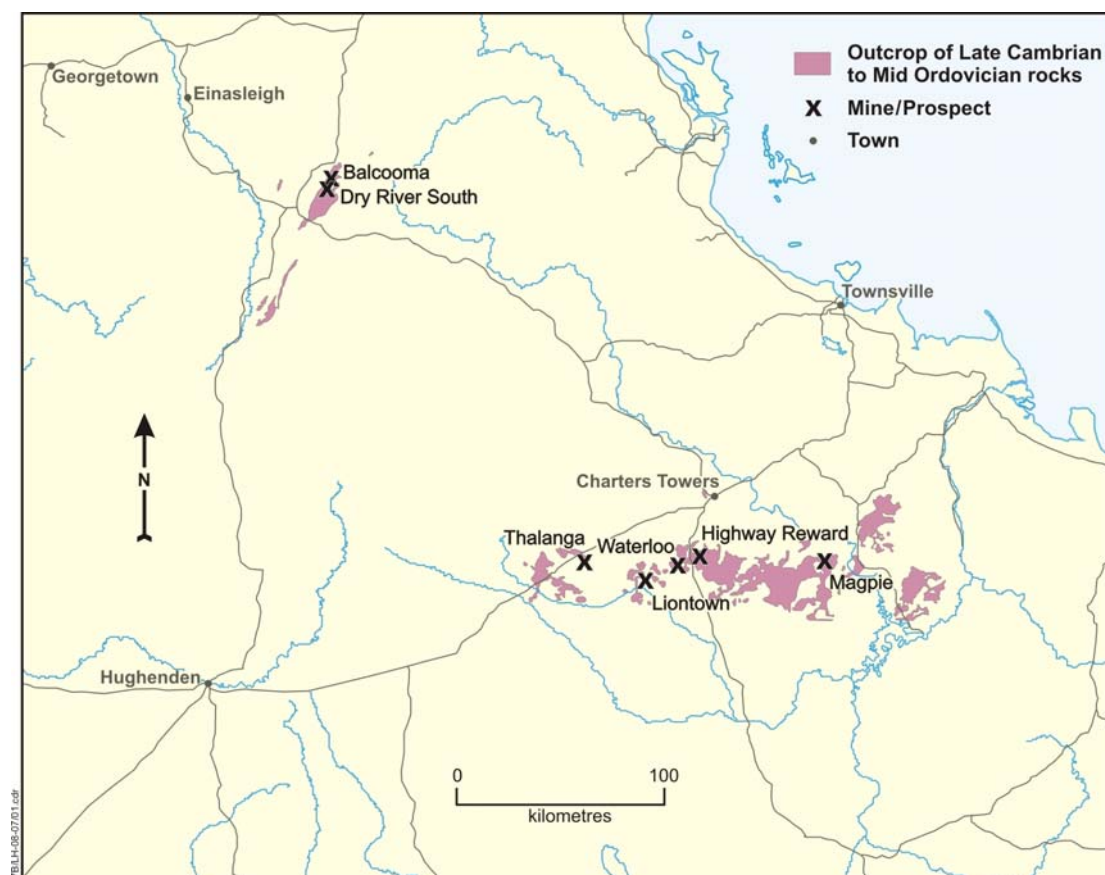 Outcrop of Late Cambrian
to Mid Ordovician rocks
X Mine/Prospect
Town
Georgetown
Einasleigh
Balcooma
Dry River South
Townsville
N
Charters Towers
Thalanga
Waterloo
Highway Reward
Liontown
Magpie
Hughenden
0 100
kilometres